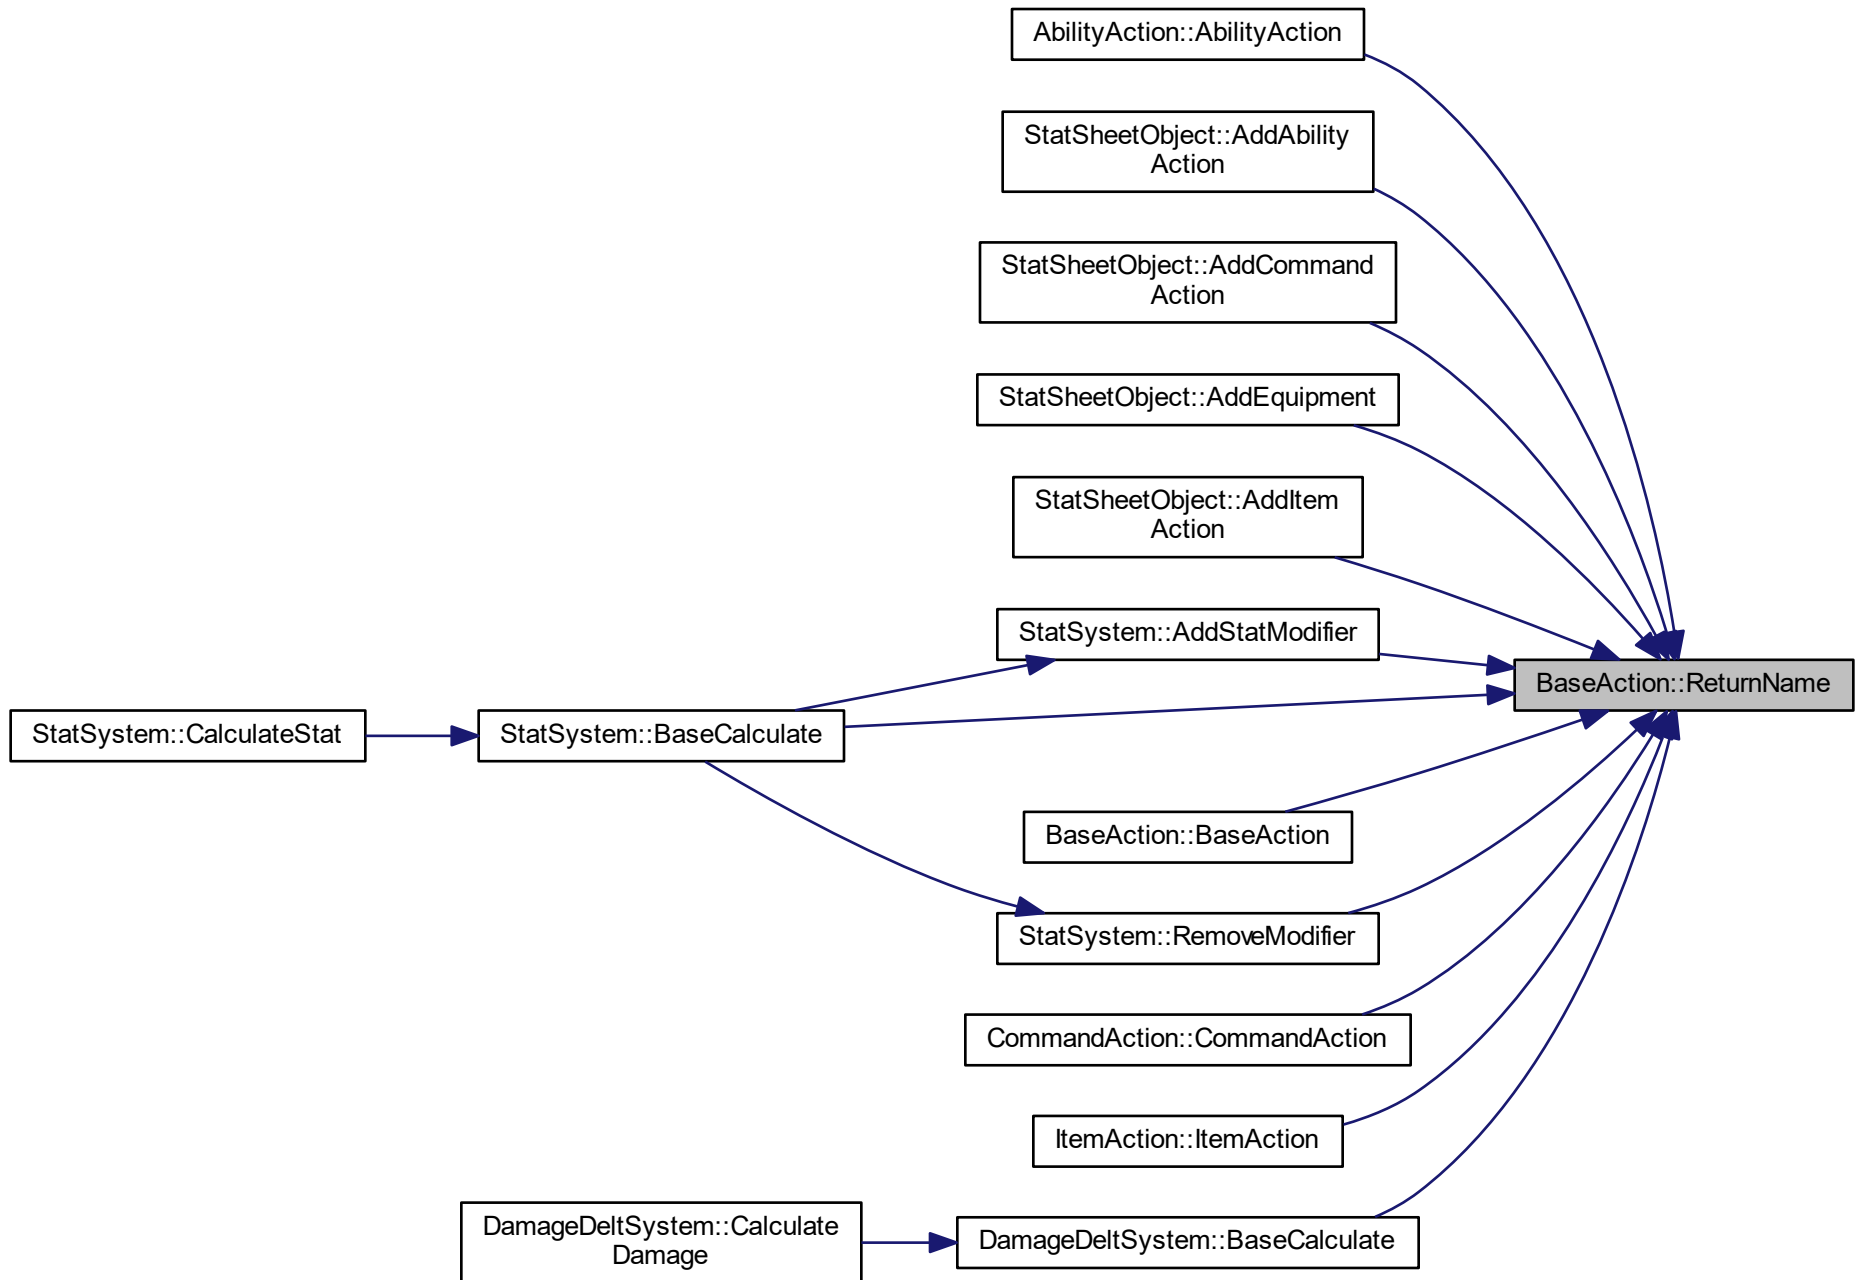 AbilityAction::AbilityAction
StatSheetObject::AddAbility
Action
StatSheetObject::AddCommand
Action
StatSheetObject::AddEquipment
StatSheetObject::AddItem
Action
StatSystem::AddStatModifier
BaseAction::ReturnName
StatSystem::CalculateStat
StatSystem::BaseCalculate
BaseAction::BaseAction
StatSystem::RemoveModifier
CommandAction::CommandAction
ItemAction::ItemAction
DamageDeltSystem::Calculate
Damage
DamageDeltSystem::BaseCalculate